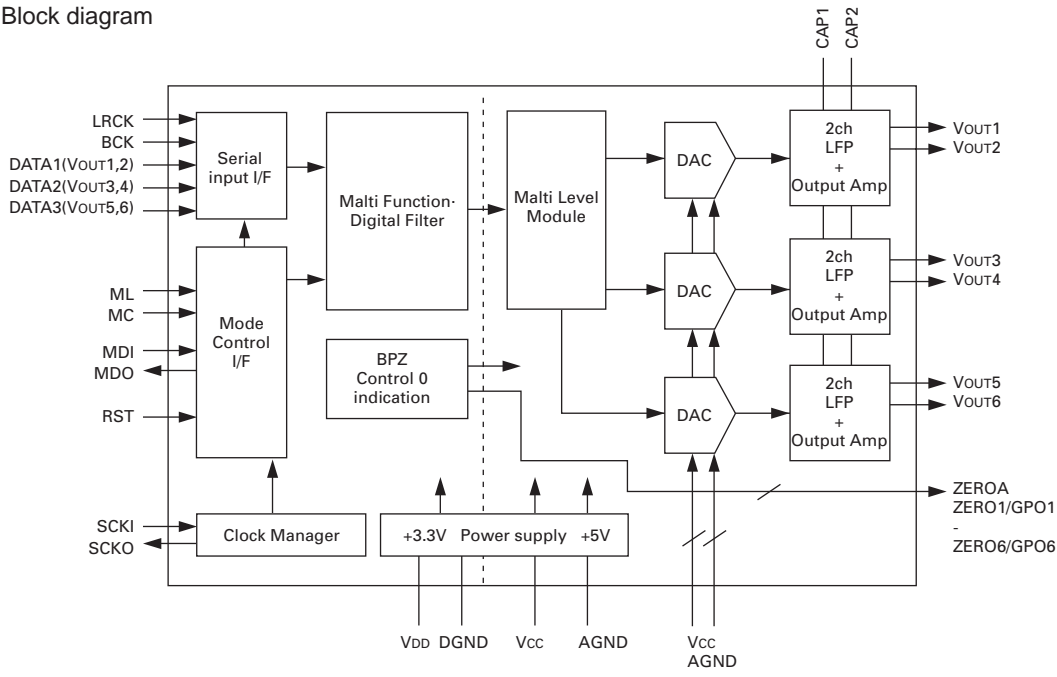 Block diagram
CAP1
CAP2
LRCK
BCK
DATA1(VOUT1,2)
DATA2(VOUT3,4)
DATA3(VOUT5,6)
Serial
input I/F
Malti Function·
Digital Filter
Malti Level
Module
DAC
2ch
LFP
+
Output Amp
VOUT1
VOUT2
ML
MC
MDI
MDO
RST
Mode
Control
I/F
DAC
2ch
LFP
+
Output Amp
VOUT3
VOUT4
BPZ
Control 0
indication
DAC
2ch
LFP
+
Output Amp
VOUT5
VOUT6
ZEROA
ZERO1/GPO1
-
ZERO6/GPO6
SCKI
SCKO
Clock Manager
+3.3V Power supply +5V
VDD DGND VCC AGND
VCC
AGND